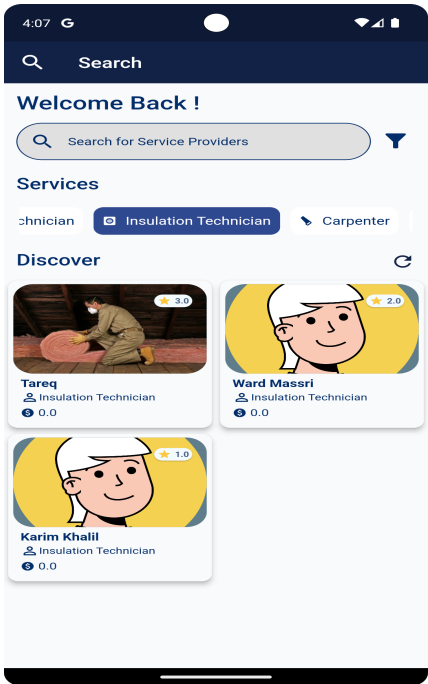 4:07 G
Search
Welcome Back !
Search for Service Providers
Services
chnician Insulation Technician Carpenter
Discover
3.0
Tareq
Insulation Technician
0.0
2.0
Ward Massri
Insulation Technician
0.0
1.0
Karim Khalil
Insulation Technician
0.0